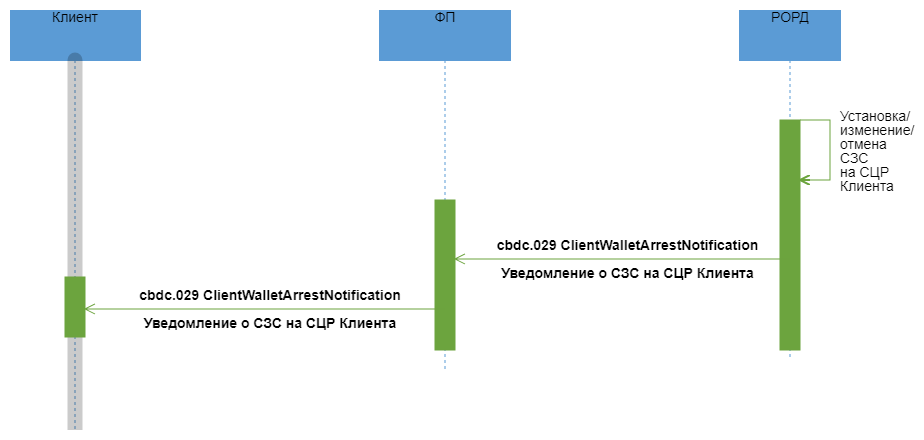 Клиент
ФП
РОРД
Установка/
изменение/
отмена
СЗС
на СЦР
Клиента
cbdc.029 ClientWalletArrestNotification
Уведомление о СЗС на СЦР Клиента
cbdc.029 ClientWalletArrestNotification
Уведомление о СЗС на СЦР Клиента